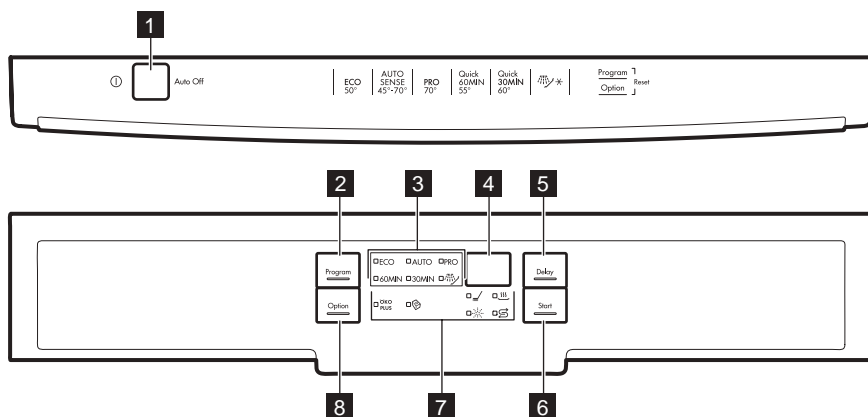 1
Auto Off
ECO
50°
AUTO
SENSE
45°-70°
PRO
70°
Quick
60MIN
55°
Quick
30MIN
60°
Program
Option
Reset
2
3
4
5
Program
ECO AUTO PRO
60MIN 30MIN
Delay
Option
ÖKO
PLUS
Start
8
7
6